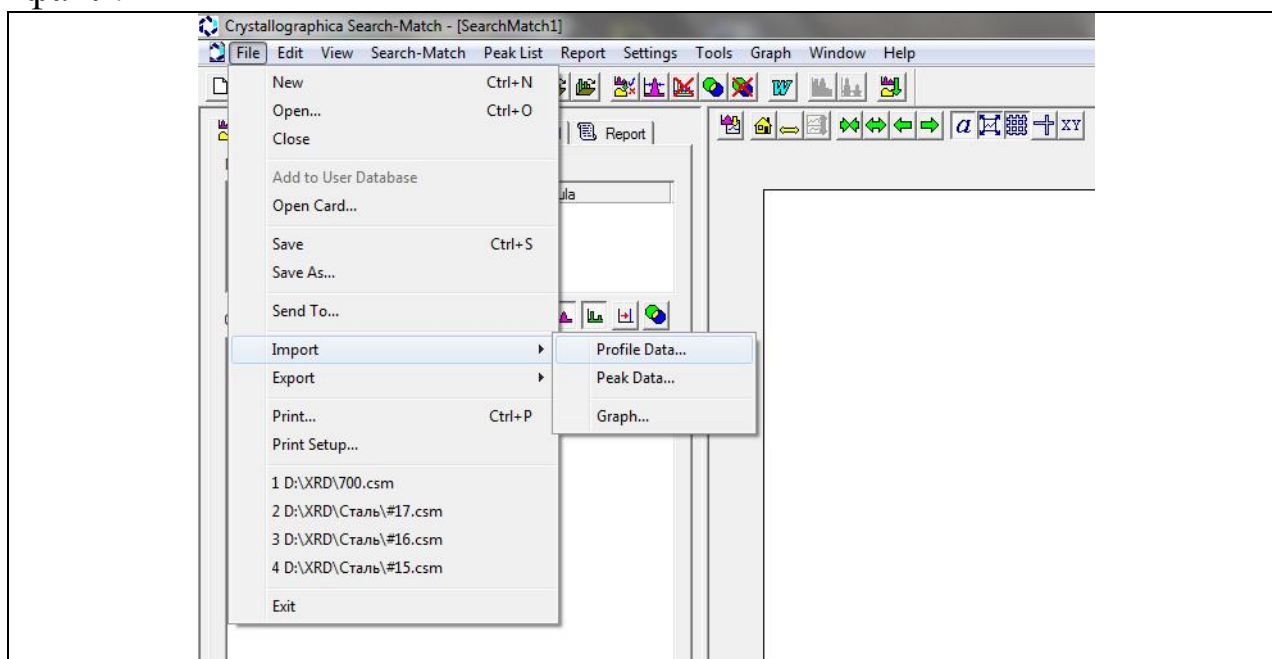 Crystallographica Search-Match - [SearchMatch1]
File Edit View Search-Match Peak List Report Settings Tools Graph Window Help
New Ctrl+N
Open... Ctrl+O
Close
Report
Add to User Database
Open Card...
Save Ctrl+S
Save As...
Send To...
Import
Profile Data...
Export
Peak Data...
Print... Ctrl+P
Graph...
Print Setup...
1 D:\XRD\700.csm
2 D:\XRD\Сталь\#17.csm
3 D:\XRD\Сталь\#16.csm
4 D:\XRD\Сталь\#15.csm
Exit
W
a
XY